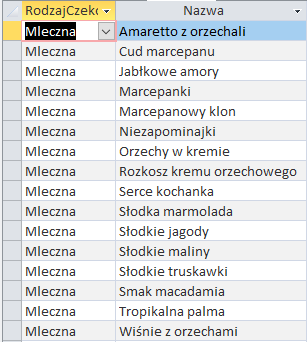 RodzajCzeko Nazwa
Mleczna Amaretto z orzechali
Mleczna Cud marcepanu
Mleczna Jabłkowe amory
Mleczna Marcepanki
Mleczna Marcepanowy klon
Mleczna Niezapominajki
Mleczna Orzechy w kremie
Mleczna Rozkosz kremu orzechowego
Mleczna Serce kochanka
Mleczna Słodka marmolada
Mleczna Słodkie jagody
Mleczna Słodkie maliny
Mleczna Słodkie truskawki
Mleczna Smak macadamia
Mleczna Tropikalna palma
Mleczna Wiśnie z orzechami